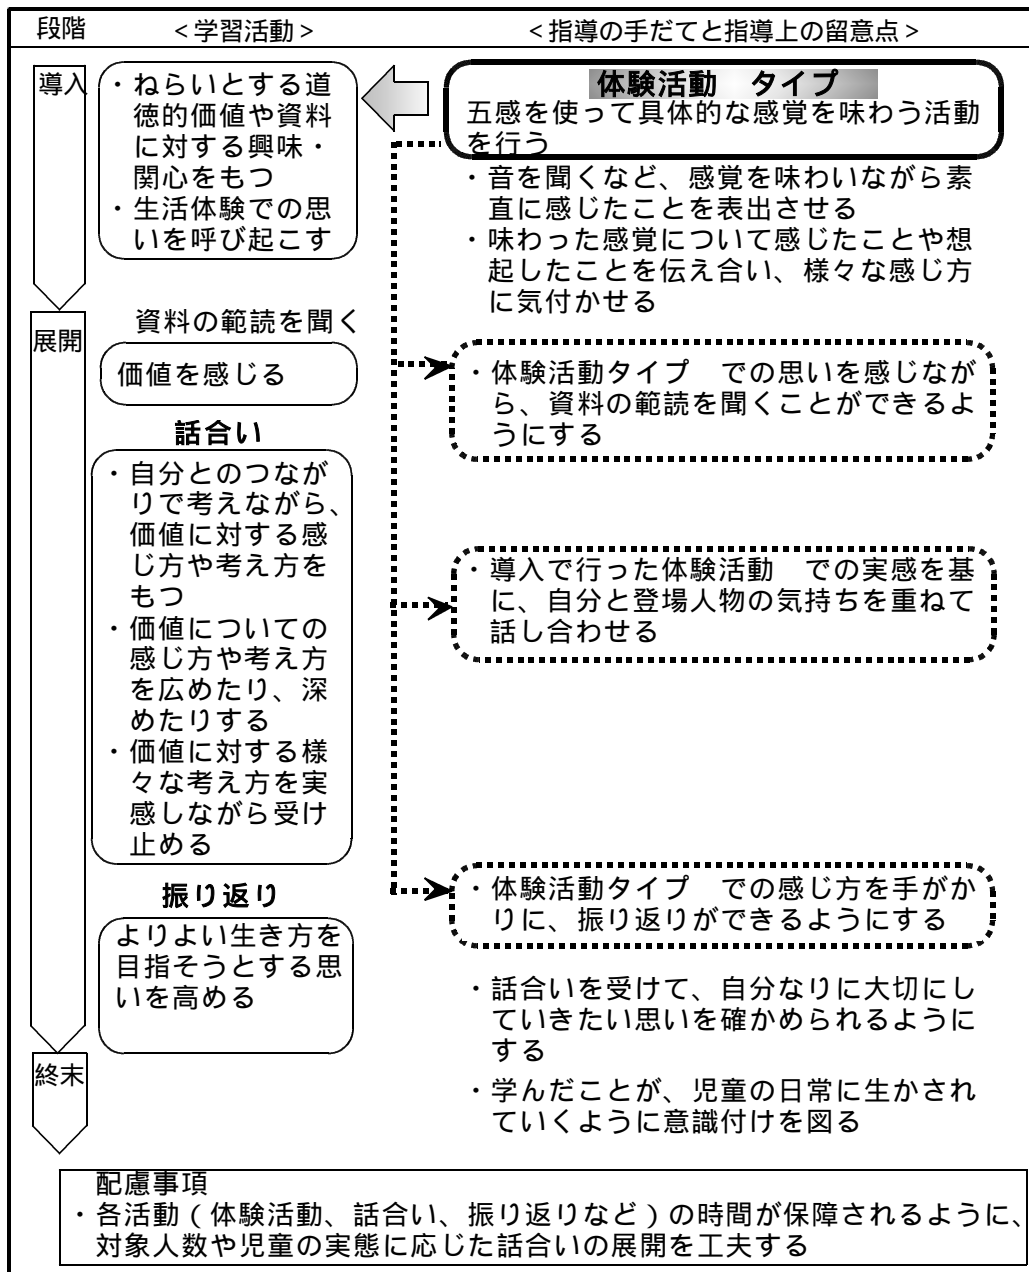 段階 <学習活動> <指導の手だてと指導上の留意点>
導入
・ねらいとする道
徳的価値や資料
に対する興味・
関心をもつ
・生活体験での思
いを呼び起こす
体験活動　タイプ
五感を使って具体的な感覚を味わう活動
を行う
・音を聞くなど、感覚を味わいながら素
直に感じたことを表出させる
・味わった感覚について感じたことや想
起したことを伝え合い、様々な感じ方
に気付かせる
展開
資料の範読を聞く
価値を感じる
・体験活動タイプ　での思いを感じなが
ら、資料の範読を聞くことができるよ
うにする
話合い
・自分とのつなが
りで考えながら、
価値に対する感
じ方や考え方を
もつ
・価値についての
感じ方や考え方
を広めたり、深
めたりする
・価値に対する様
々な考え方を実
感しながら受け
止める
・導入で行った体験活動　での実感を基
に、自分と登場人物の気持ちを重ねて
話し合わせる
振り返り
よりよい生き方を
目指そうとする思
いを高める
・体験活動タイプ　での感じ方を手がか
りに、振り返りができるようにする
・話合いを受けて、自分なりに大切にし
ていきたい思いを確かめられるように
する
終末
・学んだことが、児童の日常に生かされ
ていくように意識付けを図る
配慮事項
・各活動（体験活動、話合い、振り返りなど）の時間が保障されるように、
対象人数や児童の実態に応じた話合いの展開を工夫する